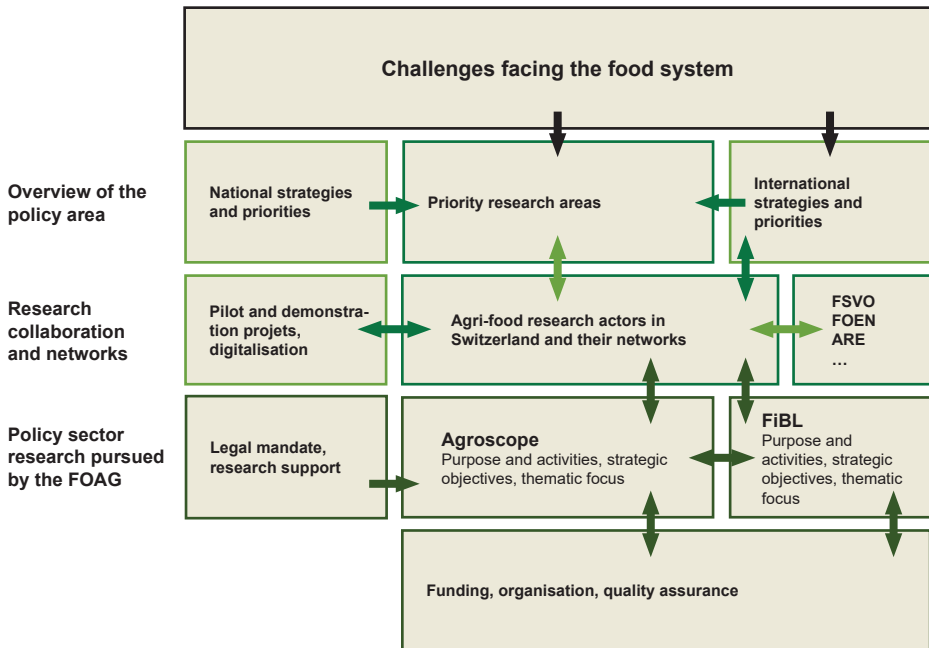 Challenges facing the food system
Overview of the
policy area
National strategies
and priorities
Priority research areas
International
strategies and
priorities
Research
collaboration
and networks
Pilot and demonstra-
tion projets,
digitalisation
Agri-food research actors in
Switzerland and their networks
FSVO
FOEN
ARE
…
Policy sector
research pursued
by the FOAG
Legal mandate,
research support
Agroscope
Purpose and activities, strategic
objectives, thematic focus
FiBL
Purpose and
activities, strategic
objectives, thematic
focus
Funding, organisation, quality assurance